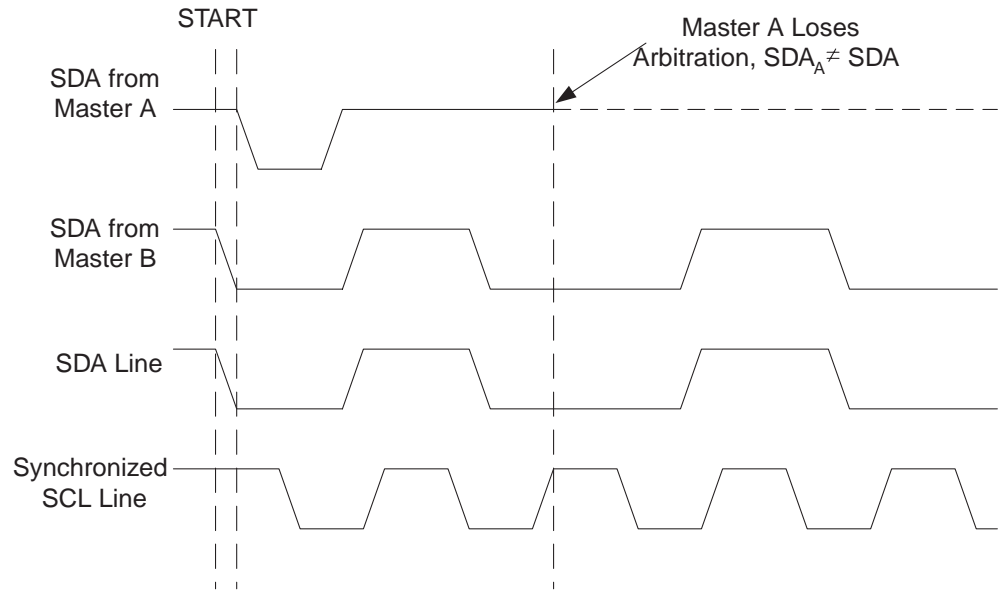 START
Master A Loses
Arbitration, SDA_A ≠ SDA
SDA from
Master A
SDA from
Master B
SDA Line
Synchronized
SCL Line